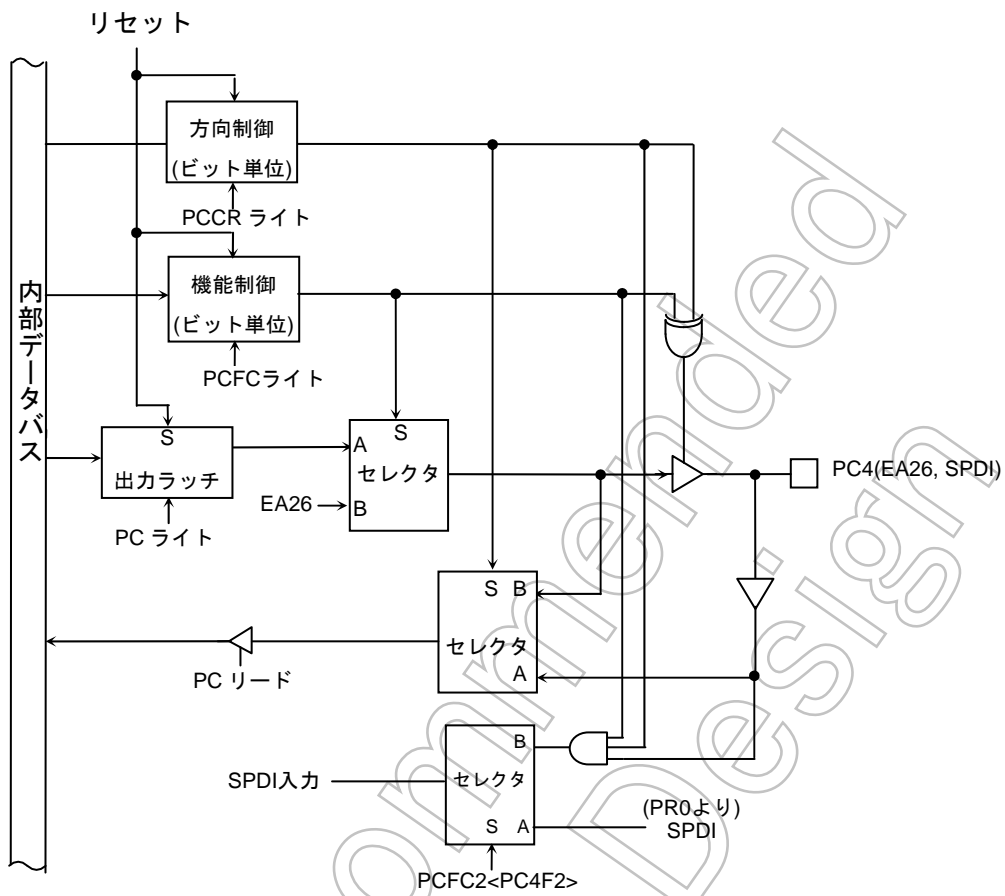 リセット
方向制御
(ビット単位)
PCCR ライト
機能制御
(ビット単位)
PCFCライト
内部データバス
S
出力ラッチ
PC ライト
A
S
セレクタ
EA26
B
PC4(EA26, SPDI)
S B
セレクタ
A
PC リード
B
セレクタ
SPDI入力
S A
(PR0より)
SPDI
PCFC2<PC4F2>
ommended
Design